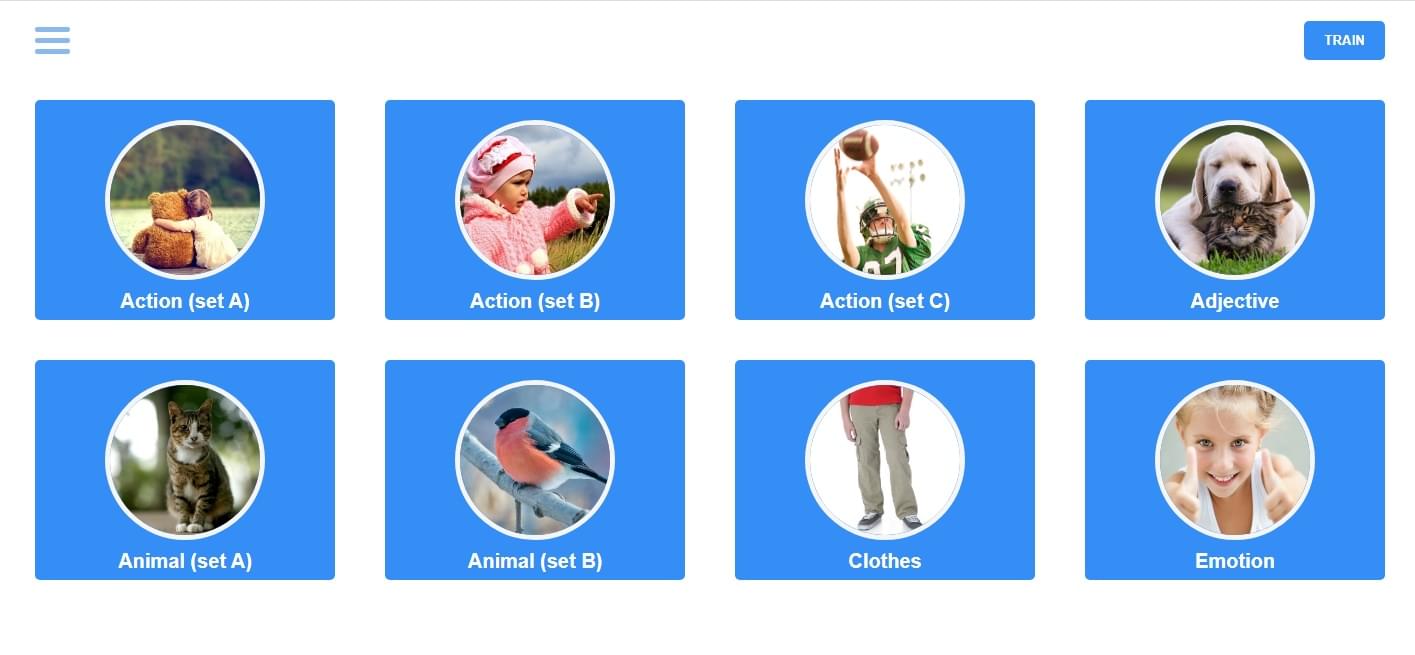 TRAIN
Action (set A)
Action (set B)
Action (set C)
Adjective
Animal (set A)
Animal (set B)
Clothes
Emotion